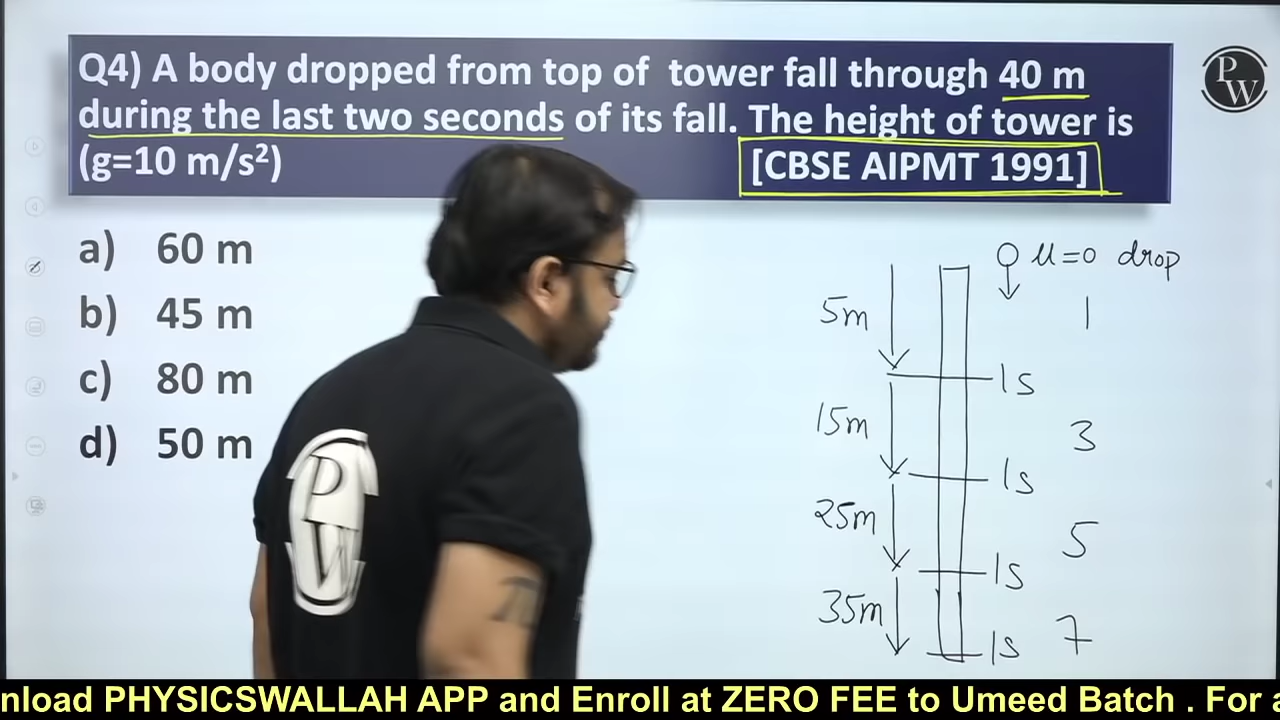 Q4) A body dropped from top of tower fall through 40 m
during the last two seconds of its fall. The height of tower is
(g=10 m/s²)
[CBSE AIPMT 1991]
P
W
a) 60 m
b) 45 m
c) 80 m
d) 50 m
u=0 drop
5m
1
1s
15m
3
1s
25m
5
1s
35m
7
1s
P
W
nload PHYSICSWALLAH APP and Enroll at ZERO FEE to Umeed Batch . For a